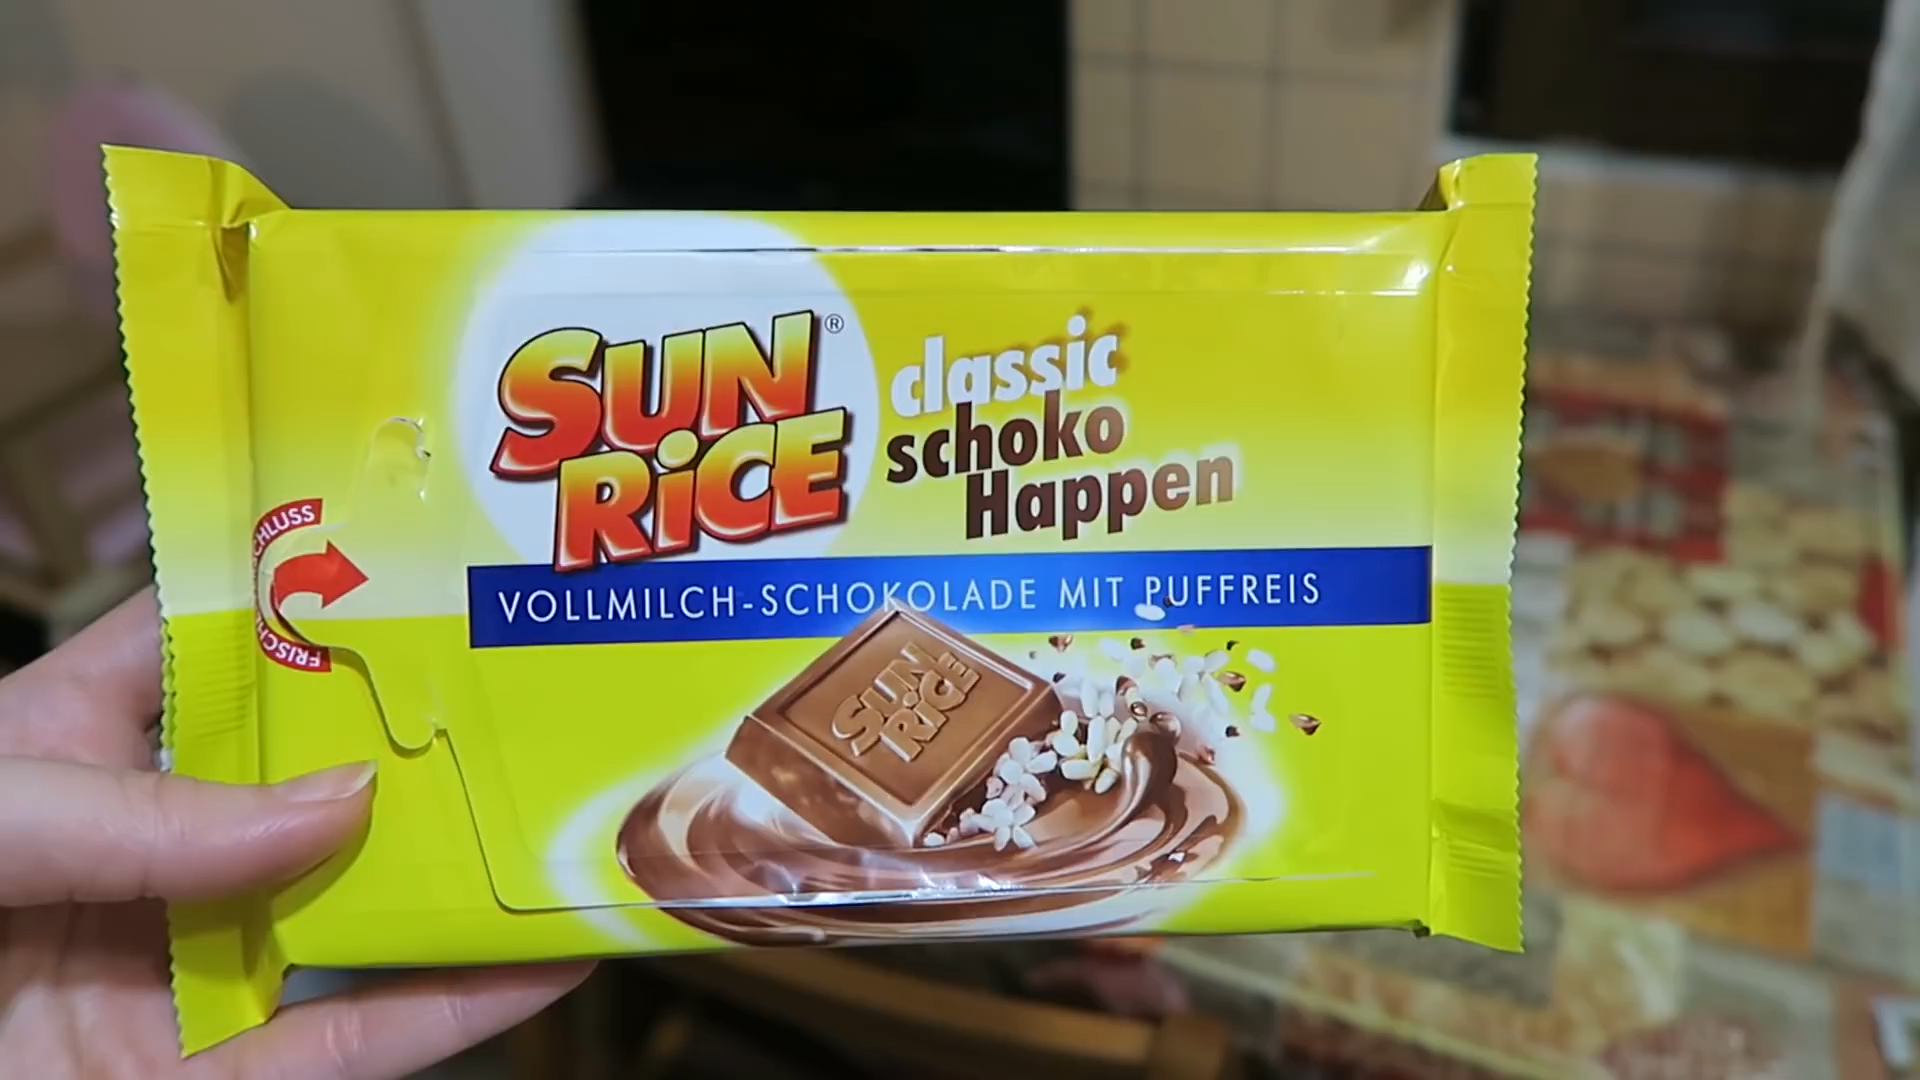 SUN
RiCE®
classic
schoko
Happen
VOLLMILCH-SCHOKOLADE MIT PUFFREIS
SUN
RiCE